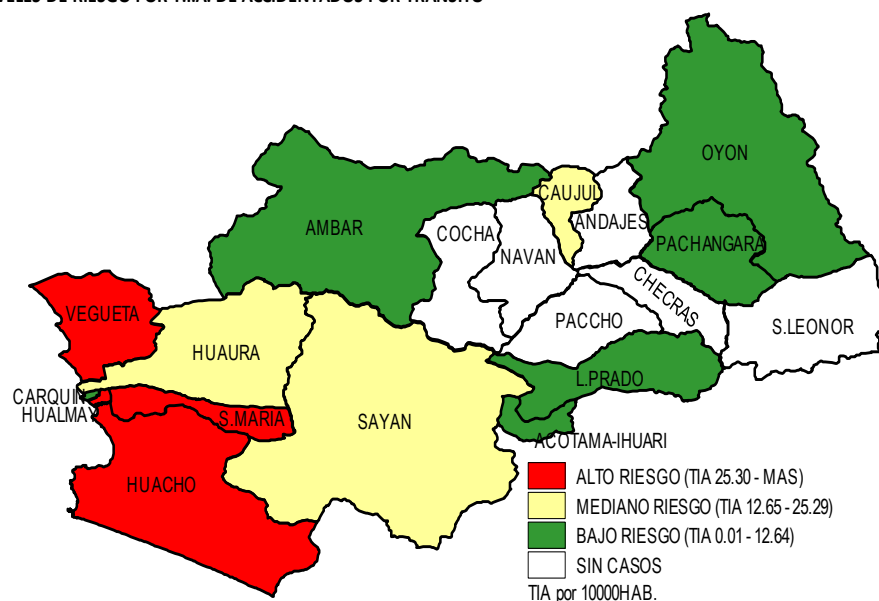 OYON
CAUJUL
ANDAJES
AMBAR
COCHA
NAVAN
PACHANGARA
CHECRAS
VEGUETA
PACCHO
S.LEONOR
HUAURA
L.PRADO
CARQUIN
HUALMAY
S.MARIA
SAYAN
ACOTAMA-IHUARI
HUACHO
ALTO RIESGO (TIA 25.30 - MAS)
MEDIANO RIESGO (TIA 12.65 - 25.29)
BAJO RIESGO (TIA 0.01 - 12.64)
SIN CASOS
TIA por 10000HAB.